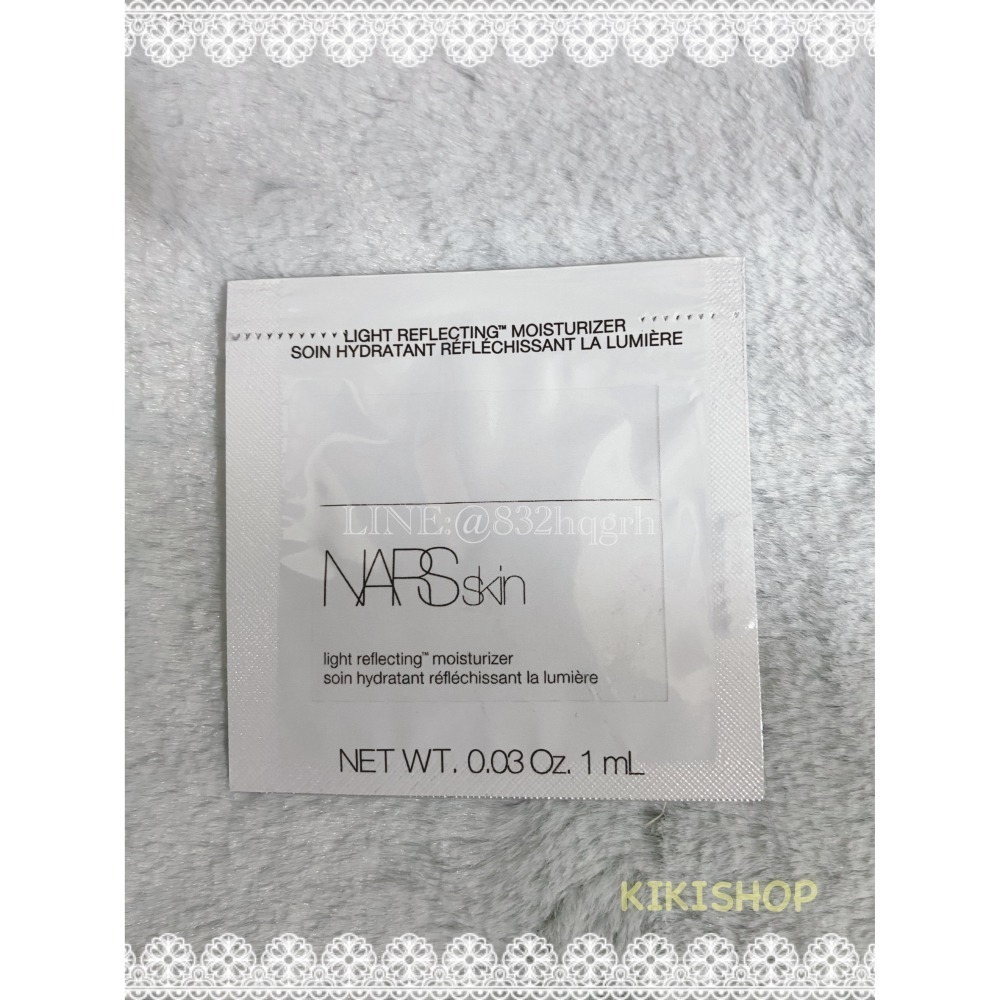 LIGHT REFLECTING™ MOISTURIZER
SOIN HYDRATANT RÉFLÉCHISSANT LA LUMIÈRE
LINE:@832hqgrh
NARSskin
light reflecting™ moisturizer
soin hydratant réfléchissant la lumière
NET WT. 0.03 Oz. 1 mL
KIKISHOP